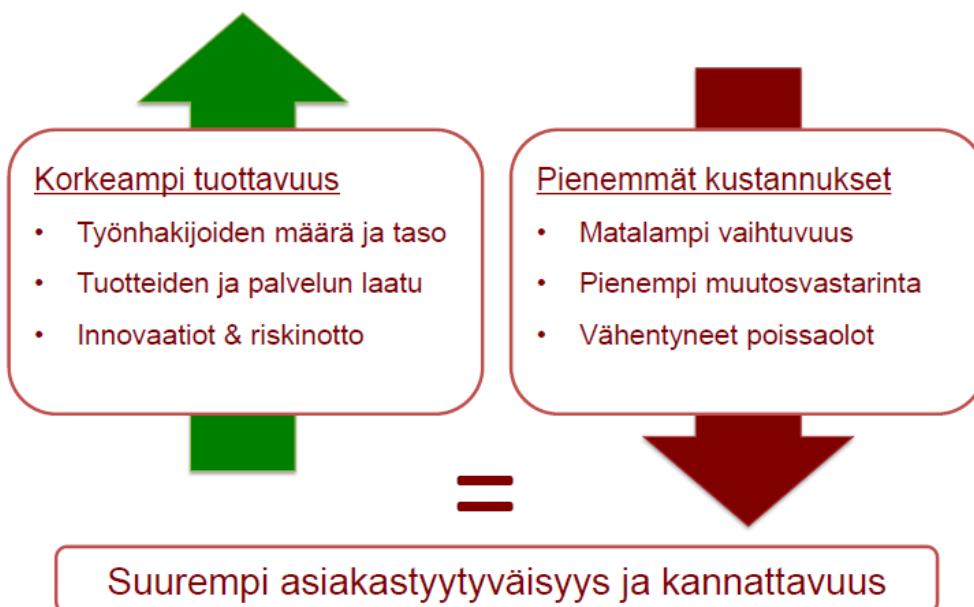 Korkeampi tuottavuus
• Työnhakijoiden määrä ja taso
• Tuotteiden ja palvelun laatu
• Innovaatiot & riskinotto
Pienemmät kustannukset
• Matalampi vaihtuvuus
• Pienempi muutosvastarinta
• Vähentyneet poissaolot
=
Suurempi asiakastyytyväisyys ja kannattavuus